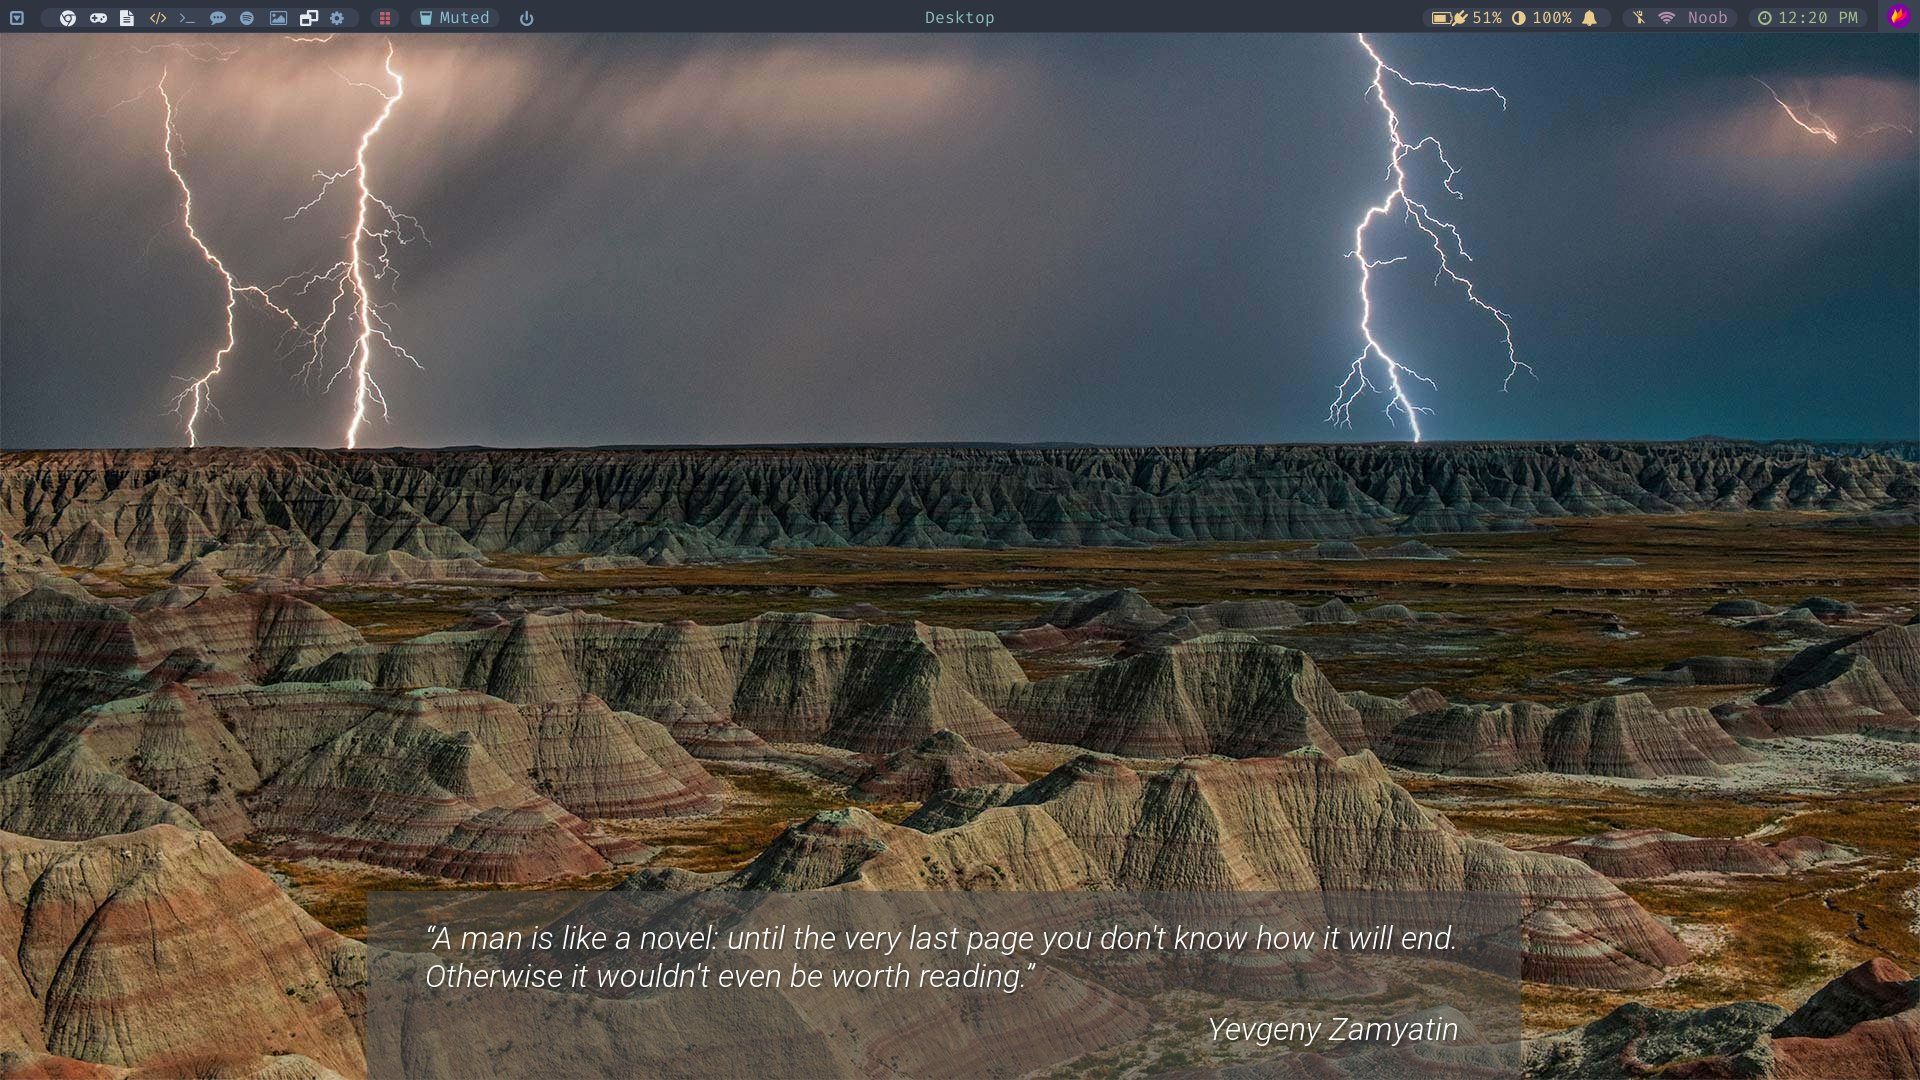 Muted
Desktop
51% 100%
Noob
12:20 PM
“A man is like a novel: until the very last page you don't know how it will end.
Otherwise it wouldn't even be worth reading.”
Yevgeny Zamyatin